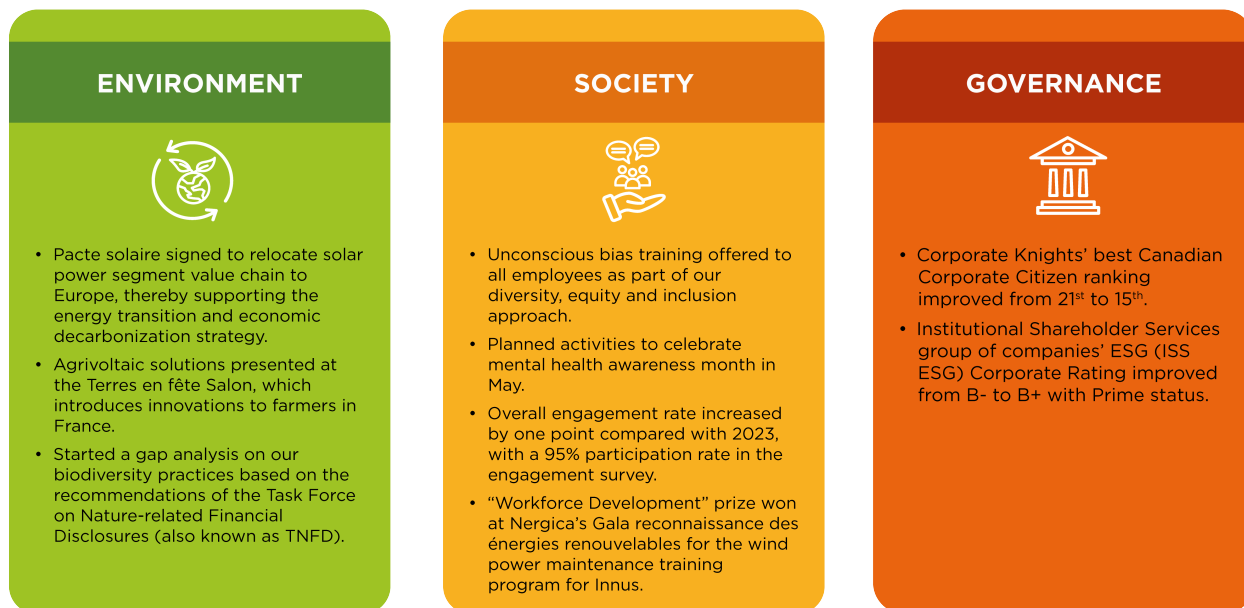 ENVIRONMENT
• Pacte solaire signed to relocate solar
power segment value chain to
Europe, thereby supporting the
energy transition and economic
decarbonization strategy.
• Agrivoltaic solutions presented at
the Terres en fête Salon, which
introduces innovations to farmers in
France.
• Started a gap analysis on our
biodiversity practices based on the
recommendations of the Task Force
on Nature-related Financial
Disclosures (also known as TNFD).
SOCIETY
• Unconscious bias training offered to
all employees as part of our
diversity, equity and inclusion
approach.
• Planned activities to celebrate
mental health awareness month in
May.
• Overall engagement rate increased
by one point compared with 2023,
with a 95% participation rate in the
engagement survey.
• “Workforce Development” prize won
at Nergica’s Gala reconnaissance des
énergies renouvelables for the wind
power maintenance training
program for Innus.
GOVERNANCE
• Corporate Knights’ best Canadian
Corporate Citizen ranking
improved from 21st to 15th.
• Institutional Shareholder Services
group of companies’ ESG (ISS
ESG) Corporate Rating improved
from B- to B+ with Prime status.